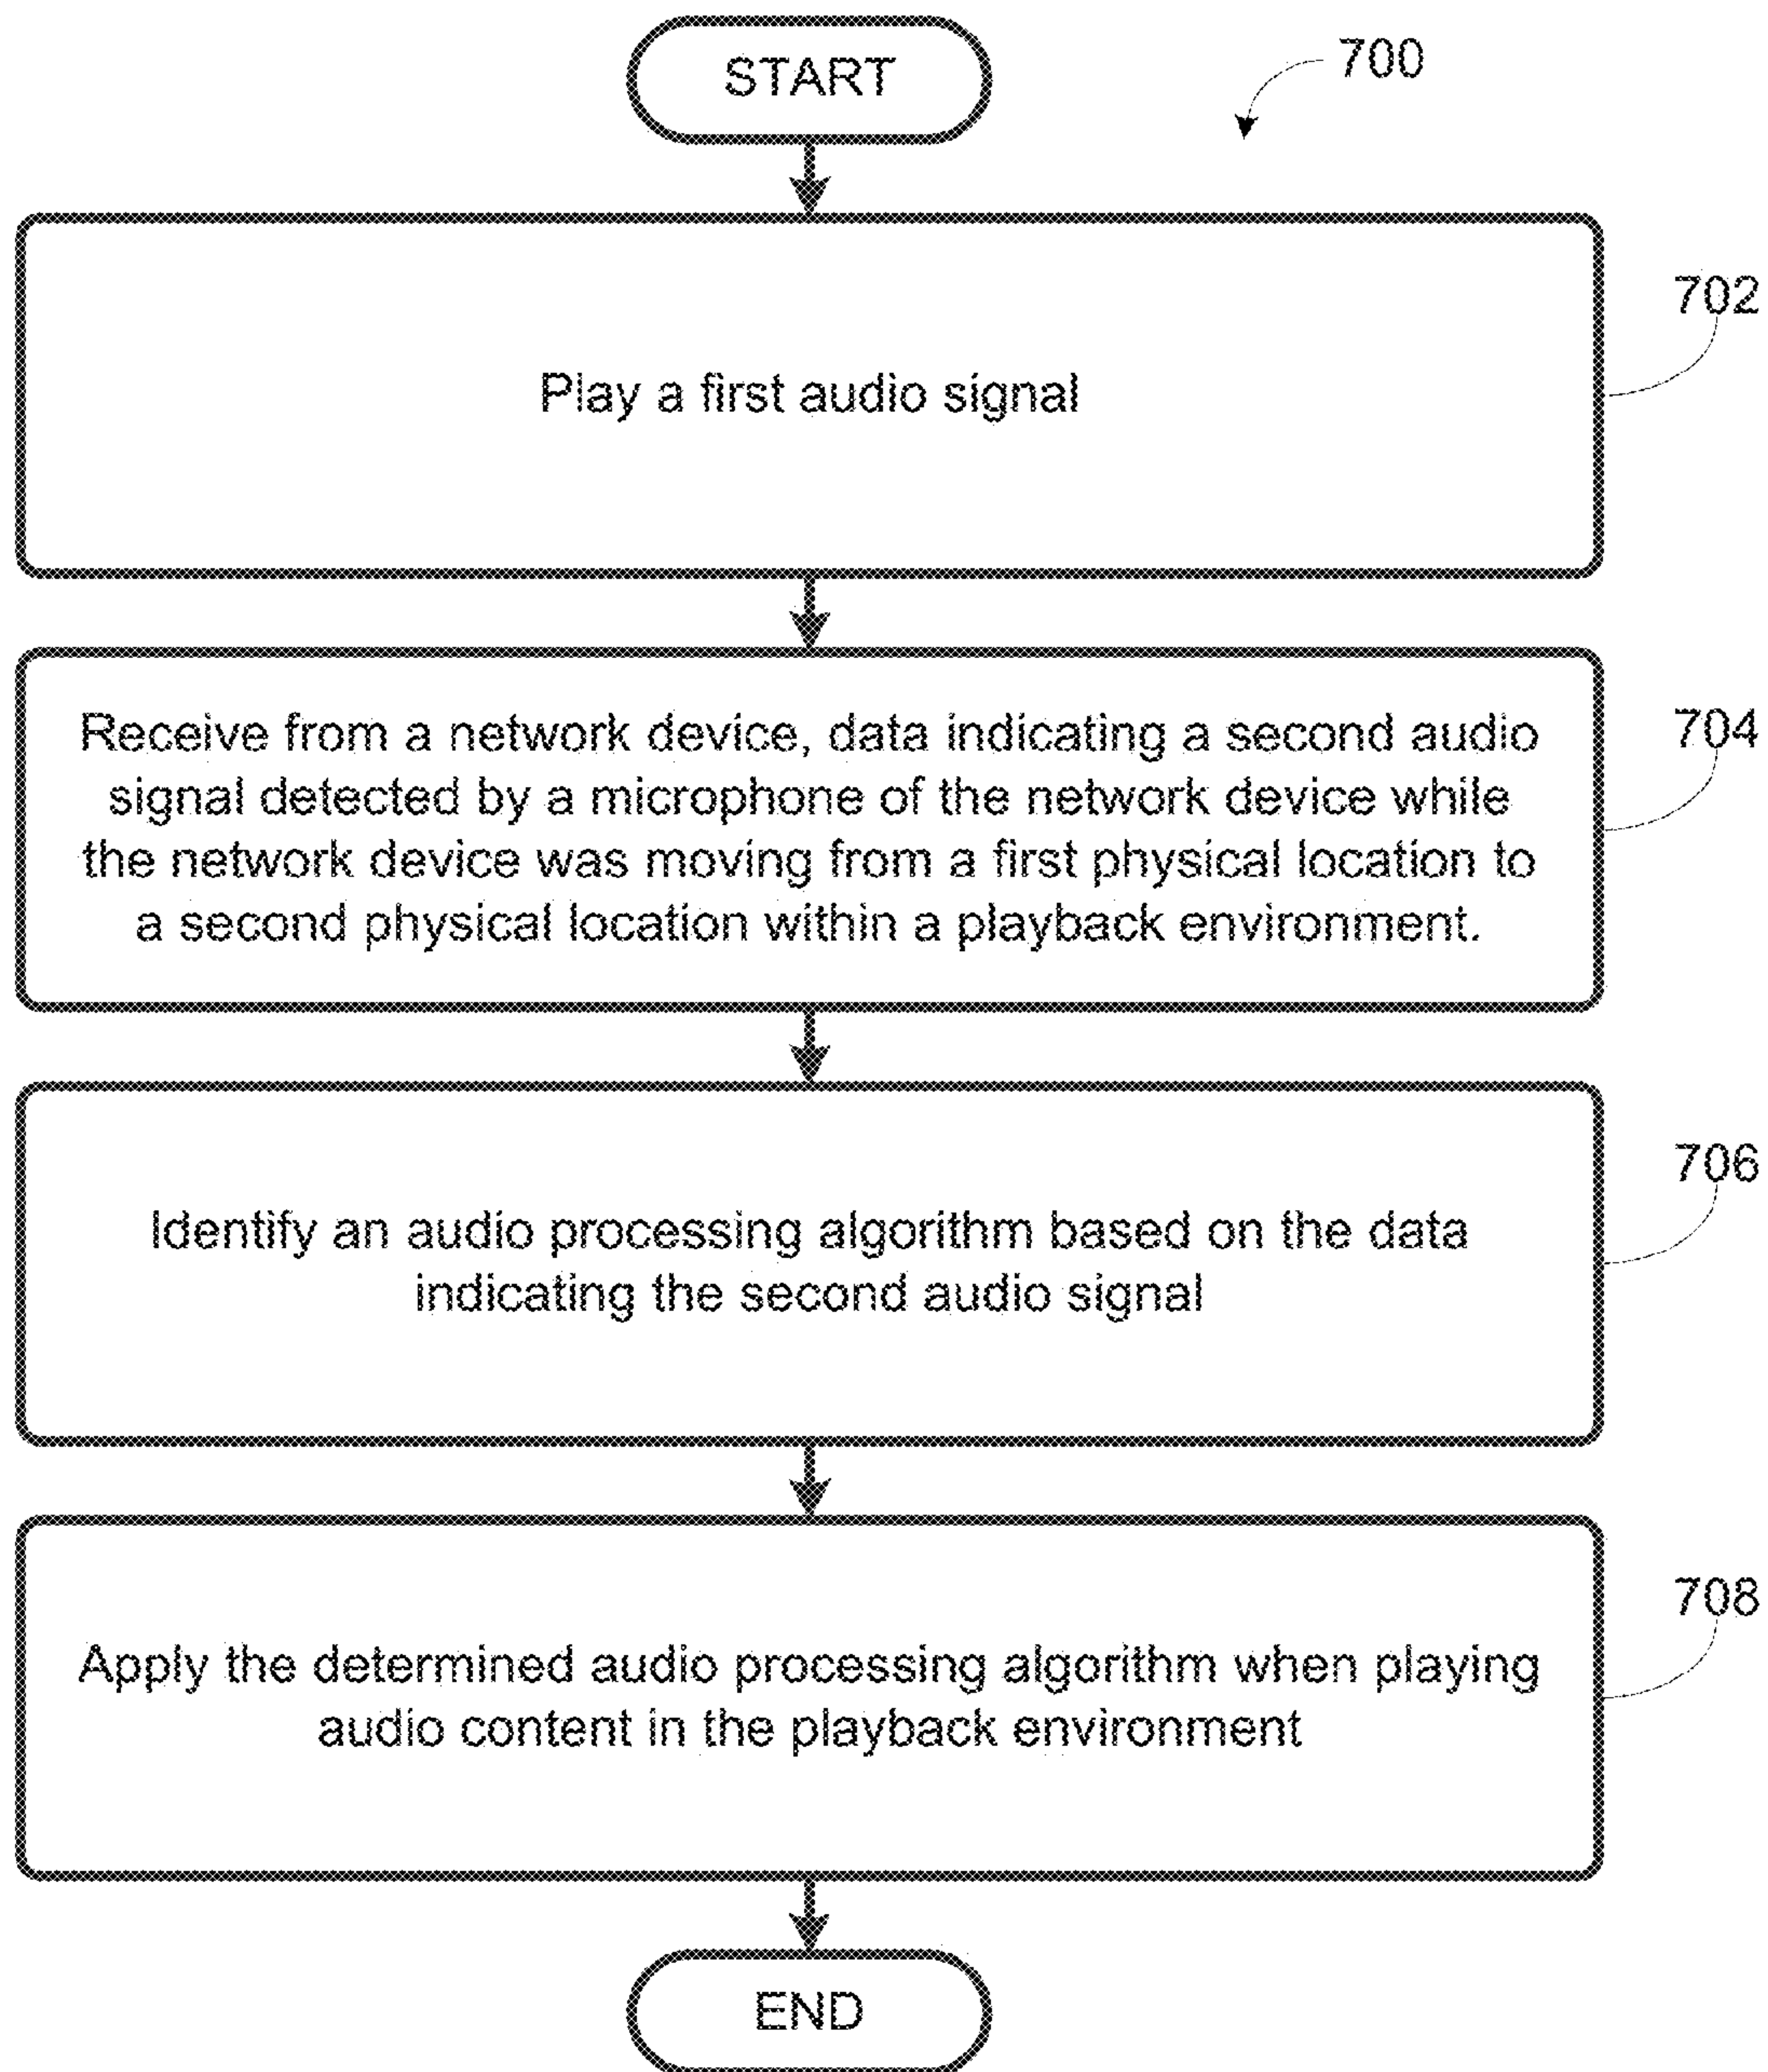 START
700
702
Play a first audio signal
704
Receive from a network device, data indicating a second audio
signal detected by a microphone of the network device while
the network device was moving from a first physical location to
a second physical location within a playback environment.
706
Identify an audio processing algorithm based on the data
indicating the second audio signal
708
Apply the determined audio processing algorithm when playing
audio content in the playback environment
END